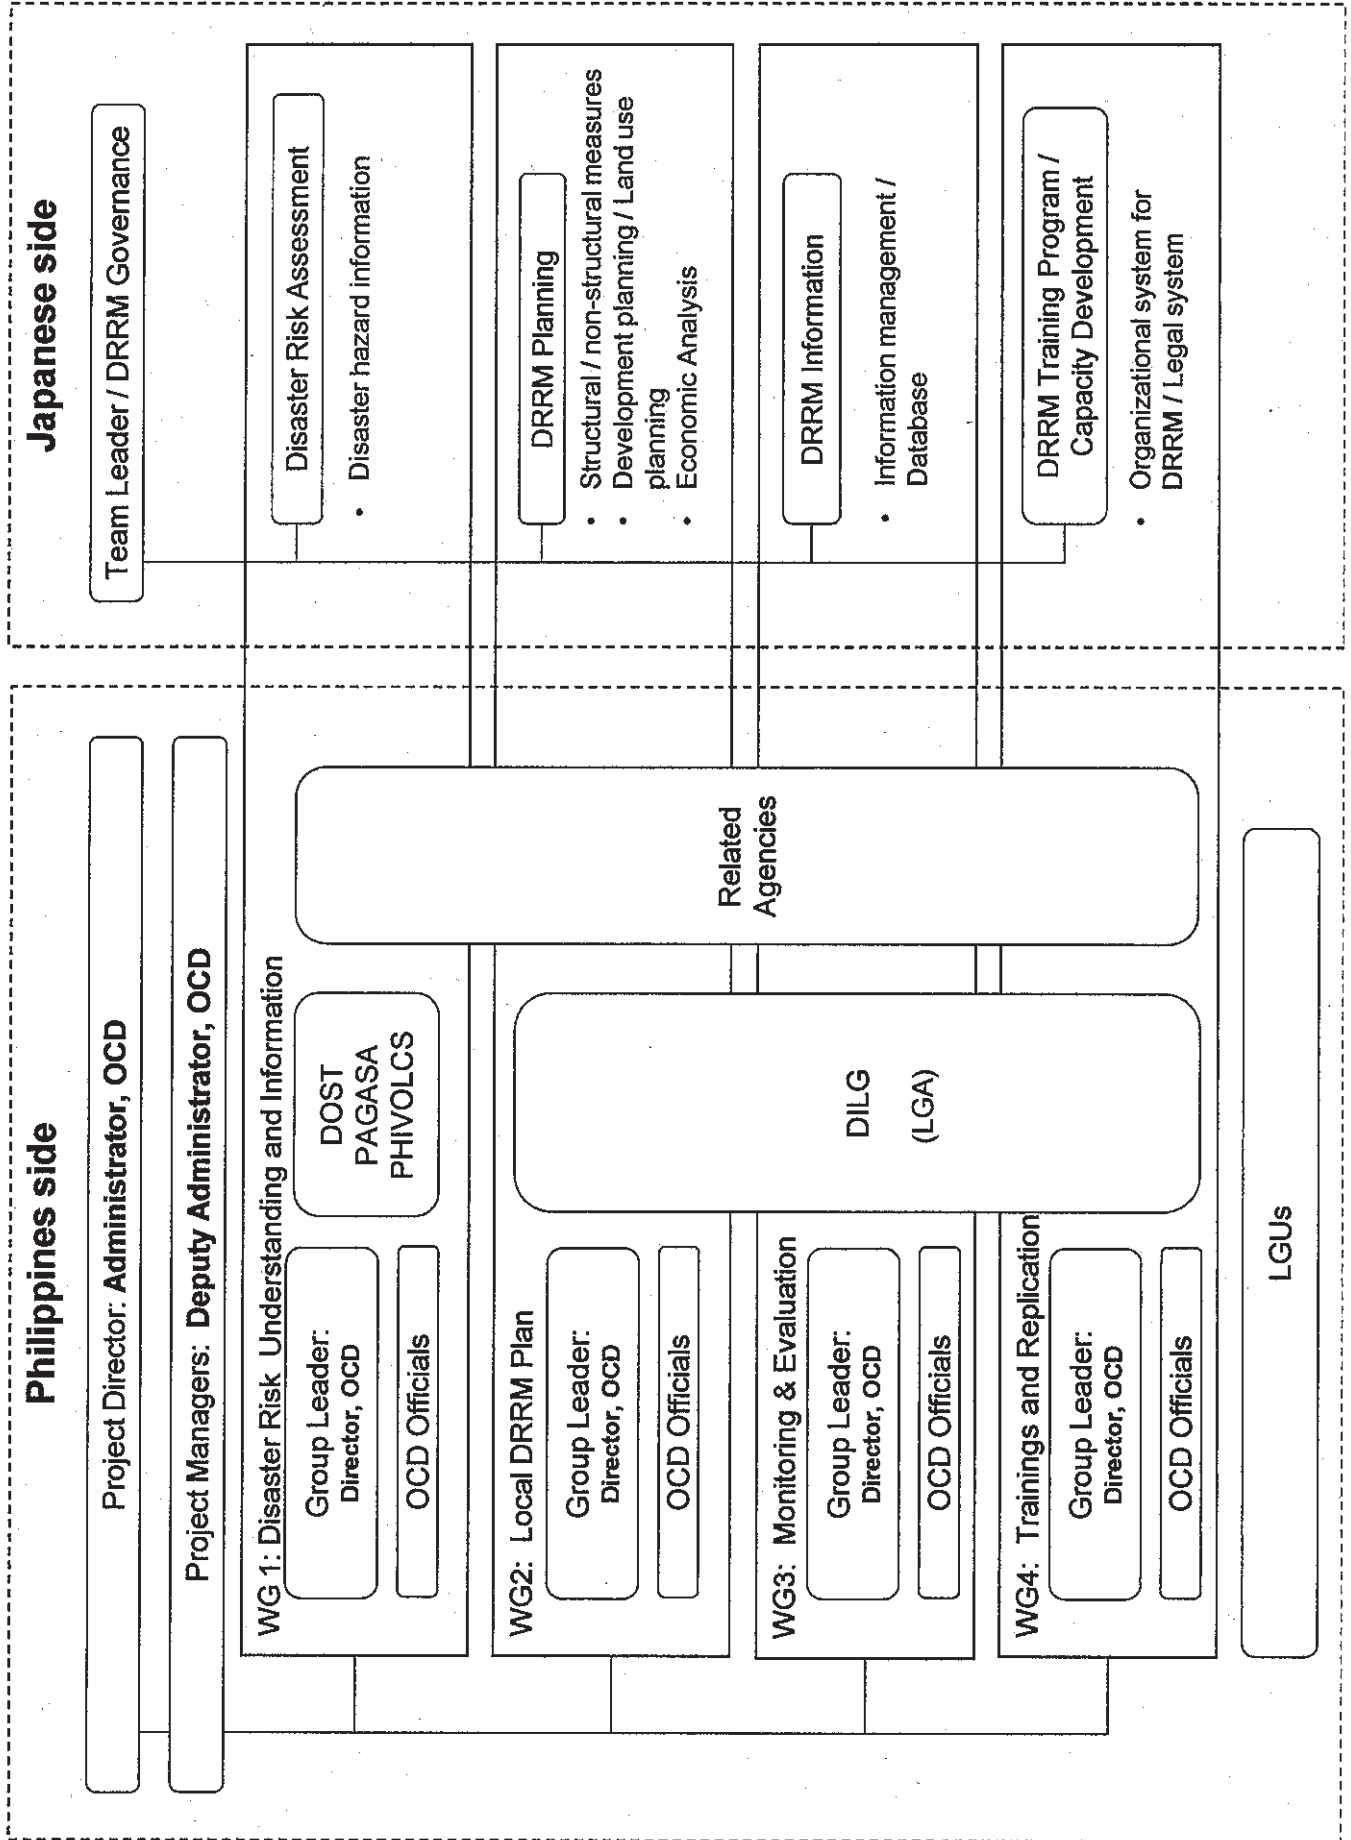 Philippines side
Project Director: Administrator, OCD
Project Managers: Deputy Administrator, OCD
WG 1: Disaster Risk Understanding and Information
Group Leader:
Director, OCD
OCD Officials
DOST
PAGASA
PHIVOLCS
WG2: Local DRRM Plan
Group Leader:
Director, OCD
OCD Officials
WG3: Monitoring & Evaluation
Group Leader:
Director, OCD
OCD Officials
WG4: Trainings and Replication
Group Leader:
Director, OCD
OCD Officials
DILG
(LGA)
Related
Agencies
LGUs
Japanese side
Team Leader / DRRM Governance
Disaster Risk Assessment
• Disaster hazard information
DRRM Planning
• Structural / non-structural measures
• Development planning / Land use
planning
• Economic Analysis
DRRM Information
• Information management /
Database
DRRM Training Program /
Capacity Development
• Organizational system for
DRRM / Legal system